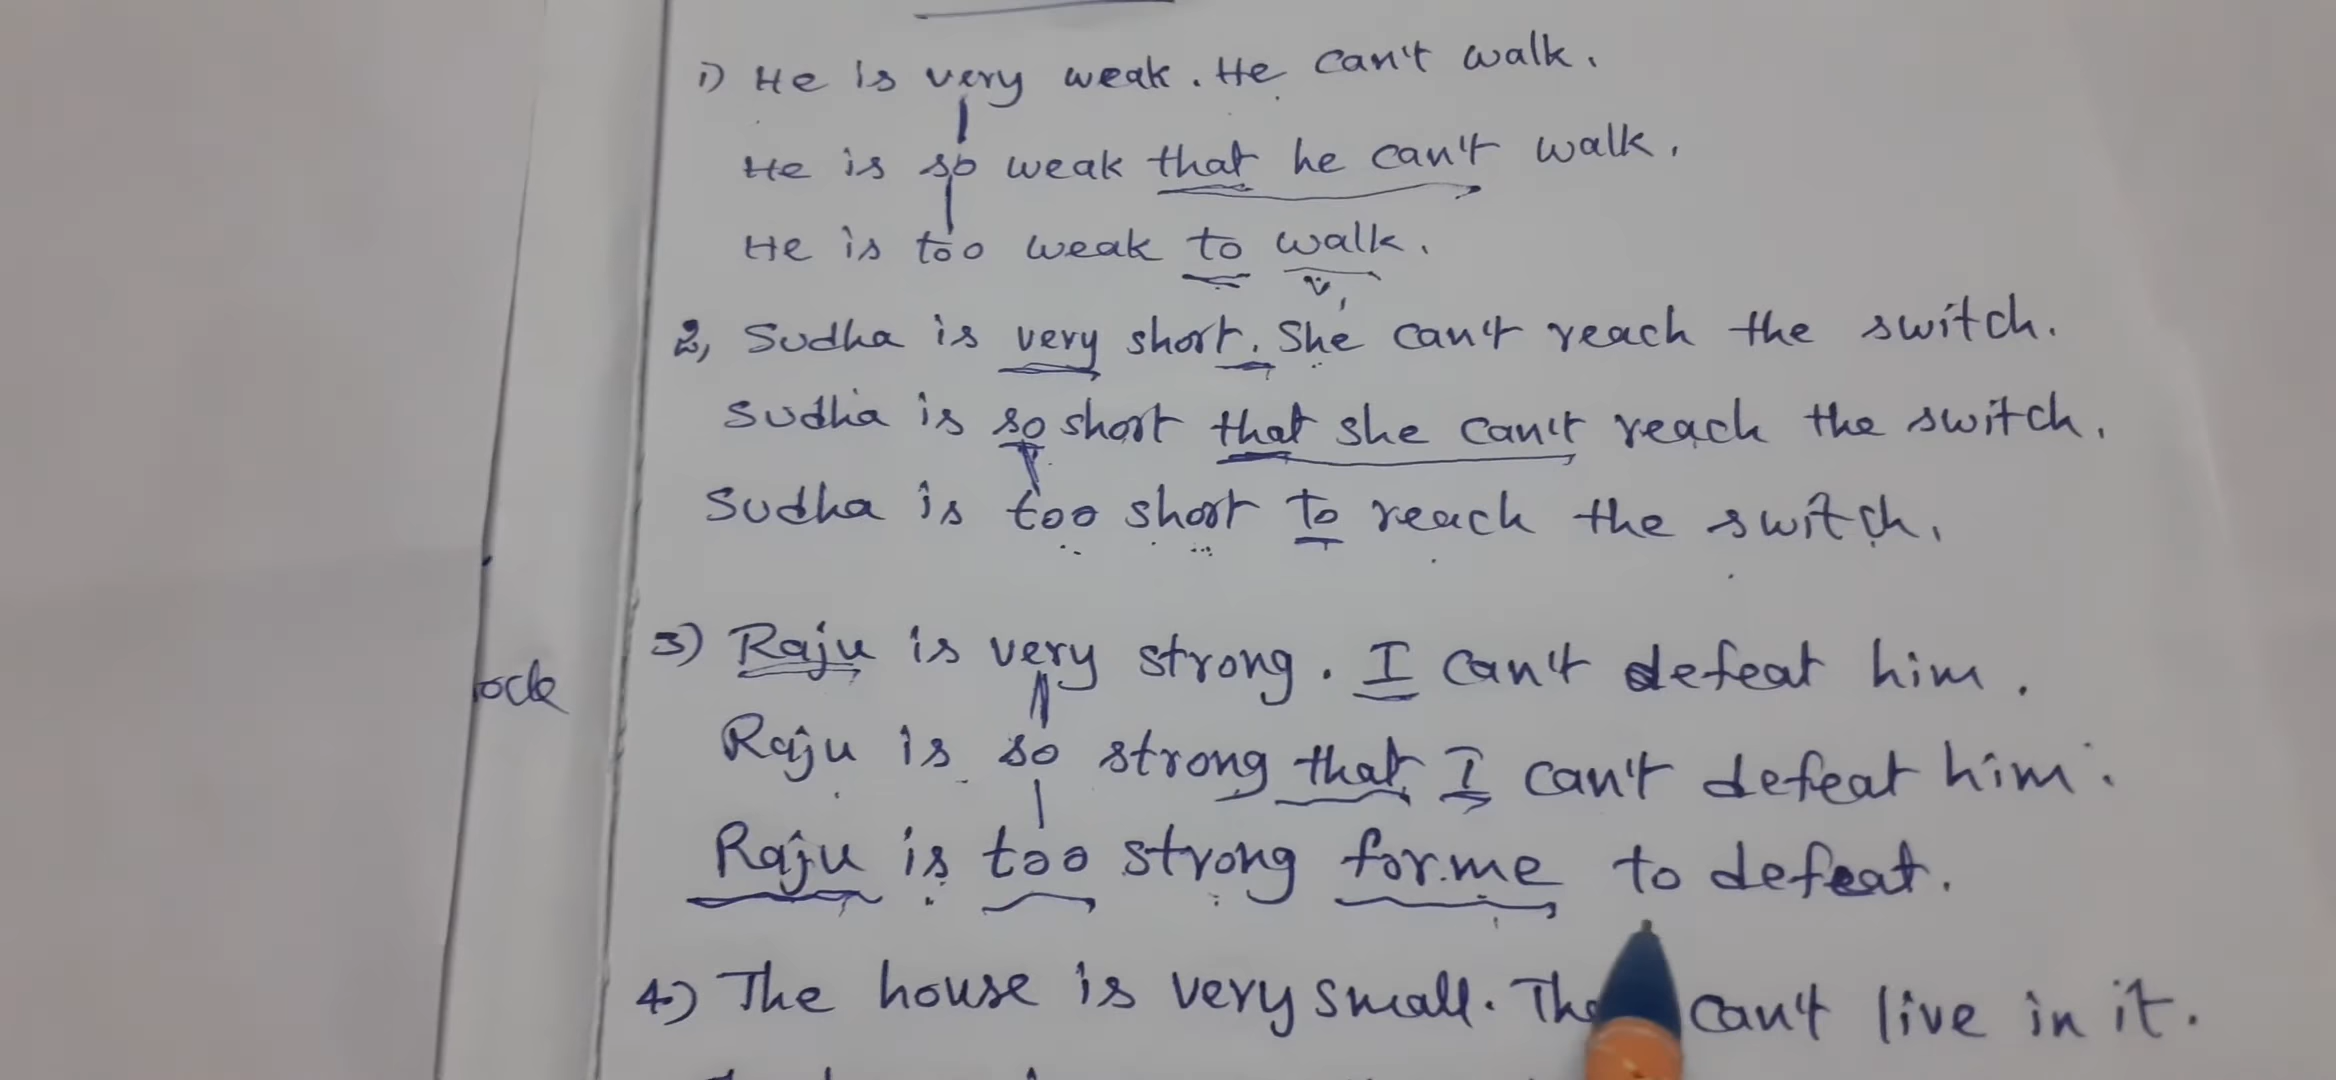 1) He is very weak. He can't walk.
He is so weak that he can't walk.
He is too weak to walk.
V1
2, Sudha is very short. She can't reach the switch.
Sudha is so short that she can't reach the switch.
Sudha is too short to reach the switch.
3) Raju is very strong. I can't defeat him.
ock
Raju is so strong that I can't defeat him.
Raju is too strong for me to defeat.
4) The house is very small. can't live in it.